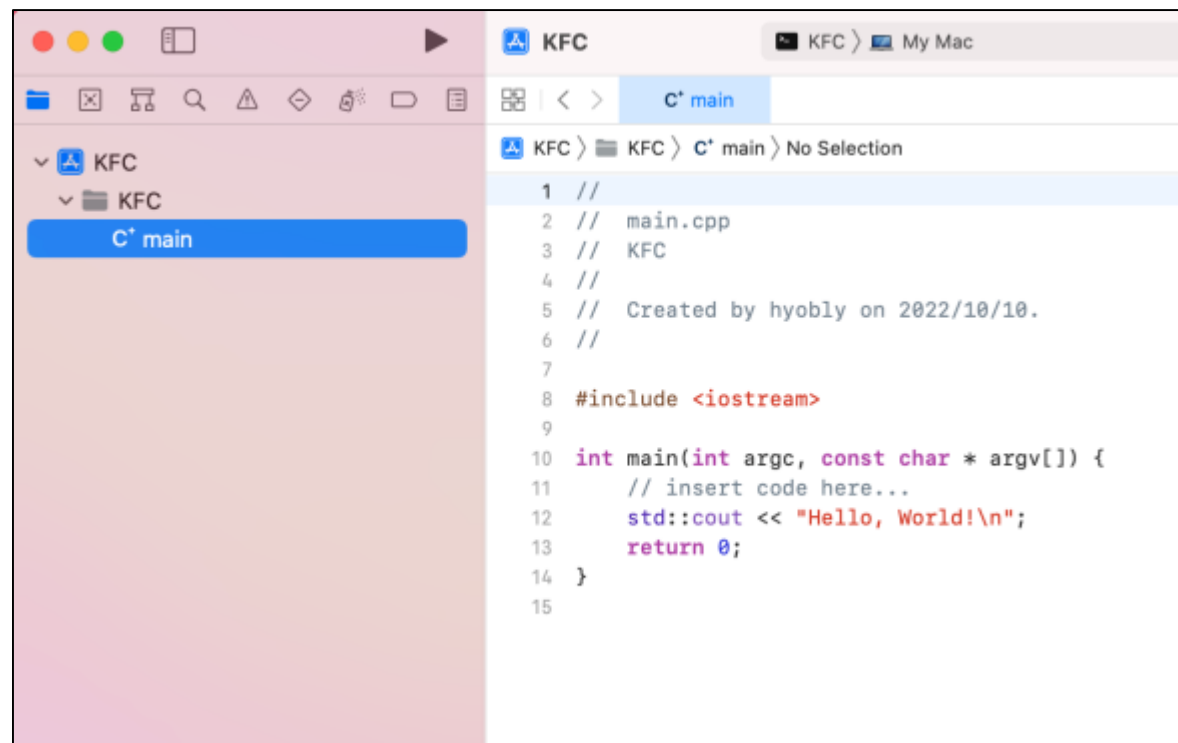 KFC
KFC 〉 My Mac
C⁺ main
KFC 〉 KFC 〉 C⁺ main 〉 No Selection
KFC
KFC
C⁺ main
1 //
2 //  main.cpp
3 //  KFC
4 //
5 //  Created by hyobly on 2022/10/10.
6 //
7
8 #include <iostream>
9
10 int main(int argc, const char * argv[]) {
11     // insert code here...
12     std::cout << "Hello, World!\n";
13     return 0;
14 }
15